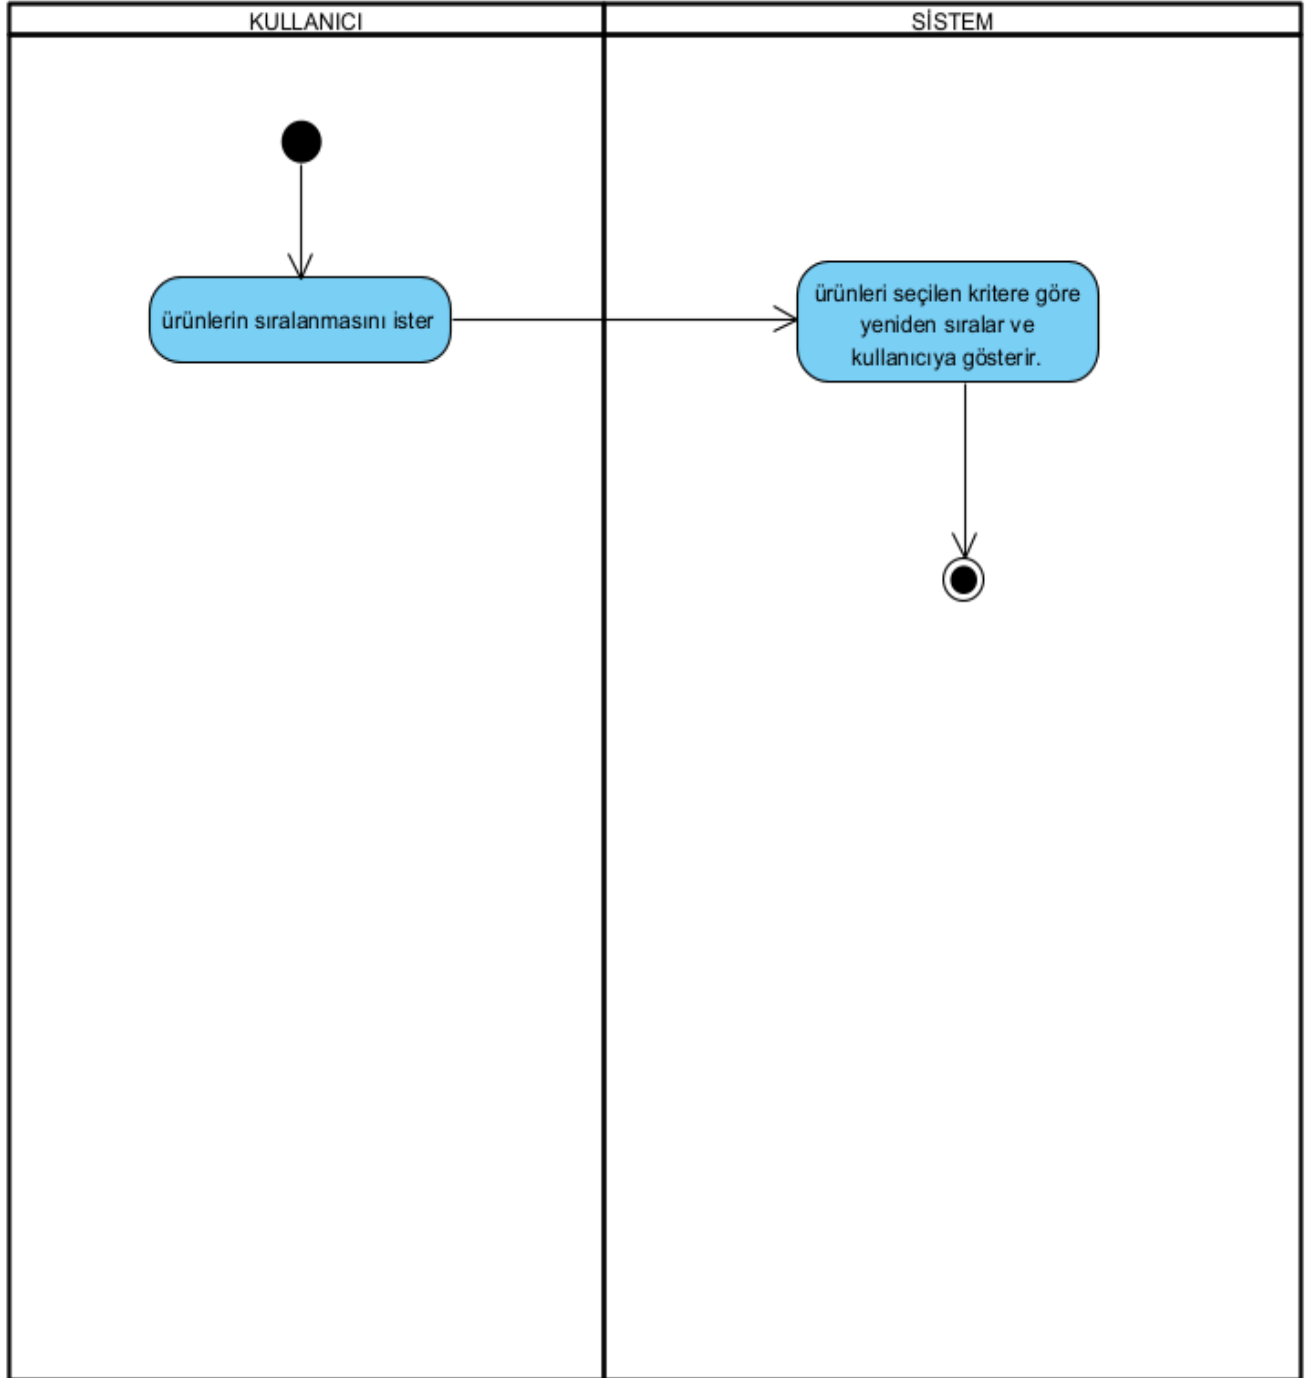 KULLANICI
SİSTEM
ürünlerin sıralanmasını ister
ürünleri seçilen kritere göre
yeniden sıralar ve
kullanıcıya gösterir.